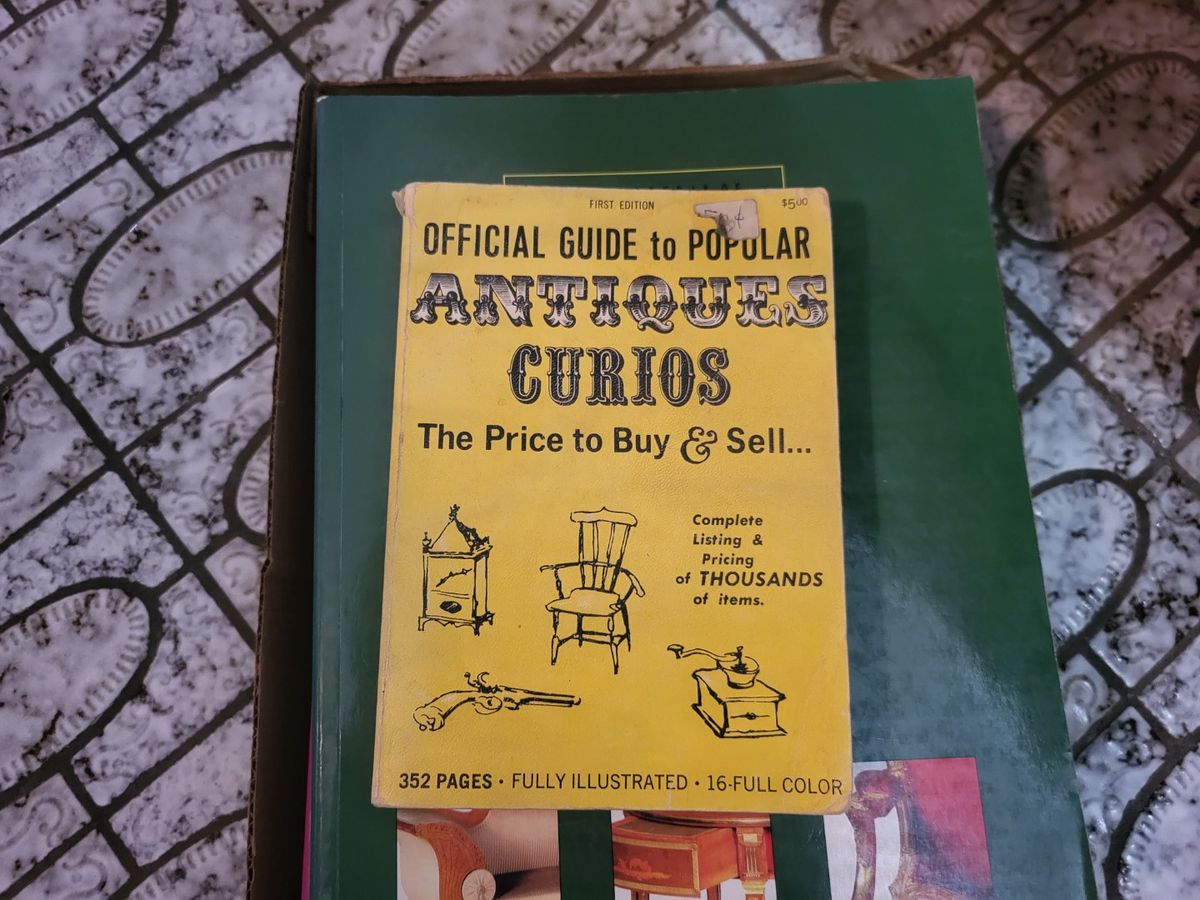 FIRST EDITION
$5.00
OFFICIAL GUIDE to POPULAR
ANTIQUES
CURIOS
The Price to Buy & Sell...
Complete
Listing &
Pricing
of THOUSANDS
of items.
352 PAGES • FULLY ILLUSTRATED • 16-FULL COLOR